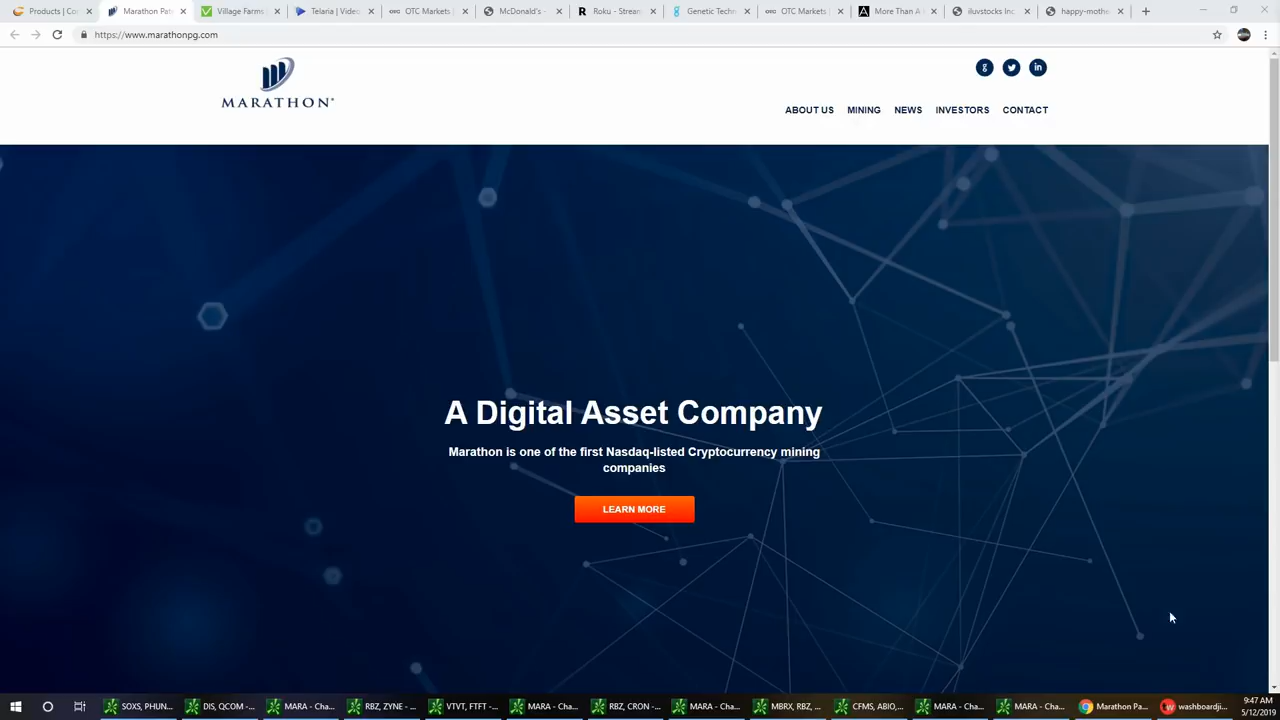 Products | Co
Marathon Pate
Village Farms
Telaria | Video
OTC Markets |
McDonald's -
Roku - Stream
Genetic Techn
OTC Markets |
More Than A
iluvstocks Inc
happy-mothe
https://www.marathonpg.com
MARATHON
ABOUT US
MINING
NEWS
INVESTORS
CONTACT
A Digital Asset Company
Marathon is one of the first Nasdaq-listed Cryptocurrency mining
companies
LEARN MORE
SOXS, PHUN...
DIS, QCOM -...
MARA - Cha...
RBZ, ZYNE -...
VTVT, FTFT -...
MARA - Cha...
RBZ, CRON -...
MARA - Cha...
MBRX, RBZ, ...
CFMS, ABIO,...
MARA - Cha...
MARA - Cha...
Marathon Pa...
washboardji...
9:47 AM
5/12/2019